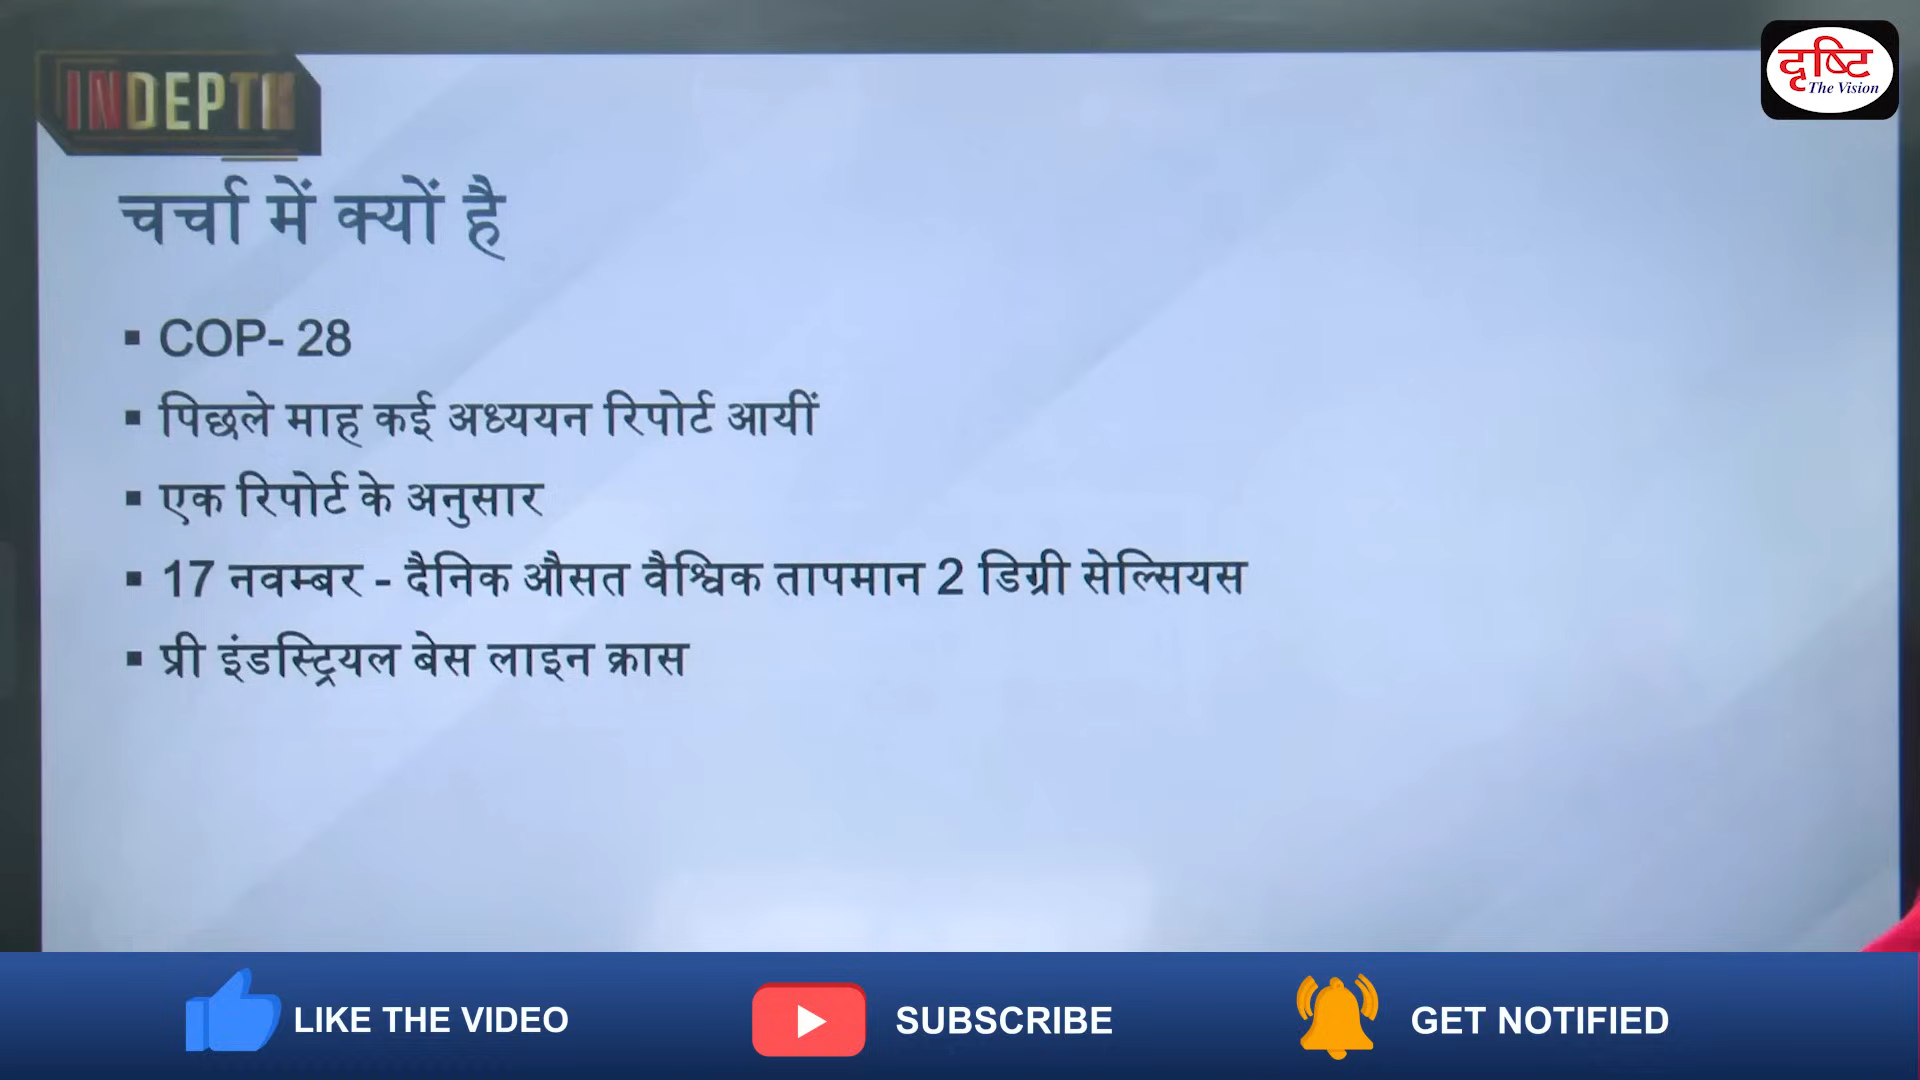 INDEPTH
दृष्टि
The Vision
चर्चा में क्यों है
▪ COP- 28
▪ पिछले माह कई अध्ययन रिपोर्ट आयीं
▪ एक रिपोर्ट के अनुसार
▪ 17 नवम्बर - दैनिक औसत वैश्विक तापमान 2 डिग्री सेल्सियस
▪ प्री इंडस्ट्रियल बेस लाइन क्रास
LIKE THE VIDEO
SUBSCRIBE
GET NOTIFIED